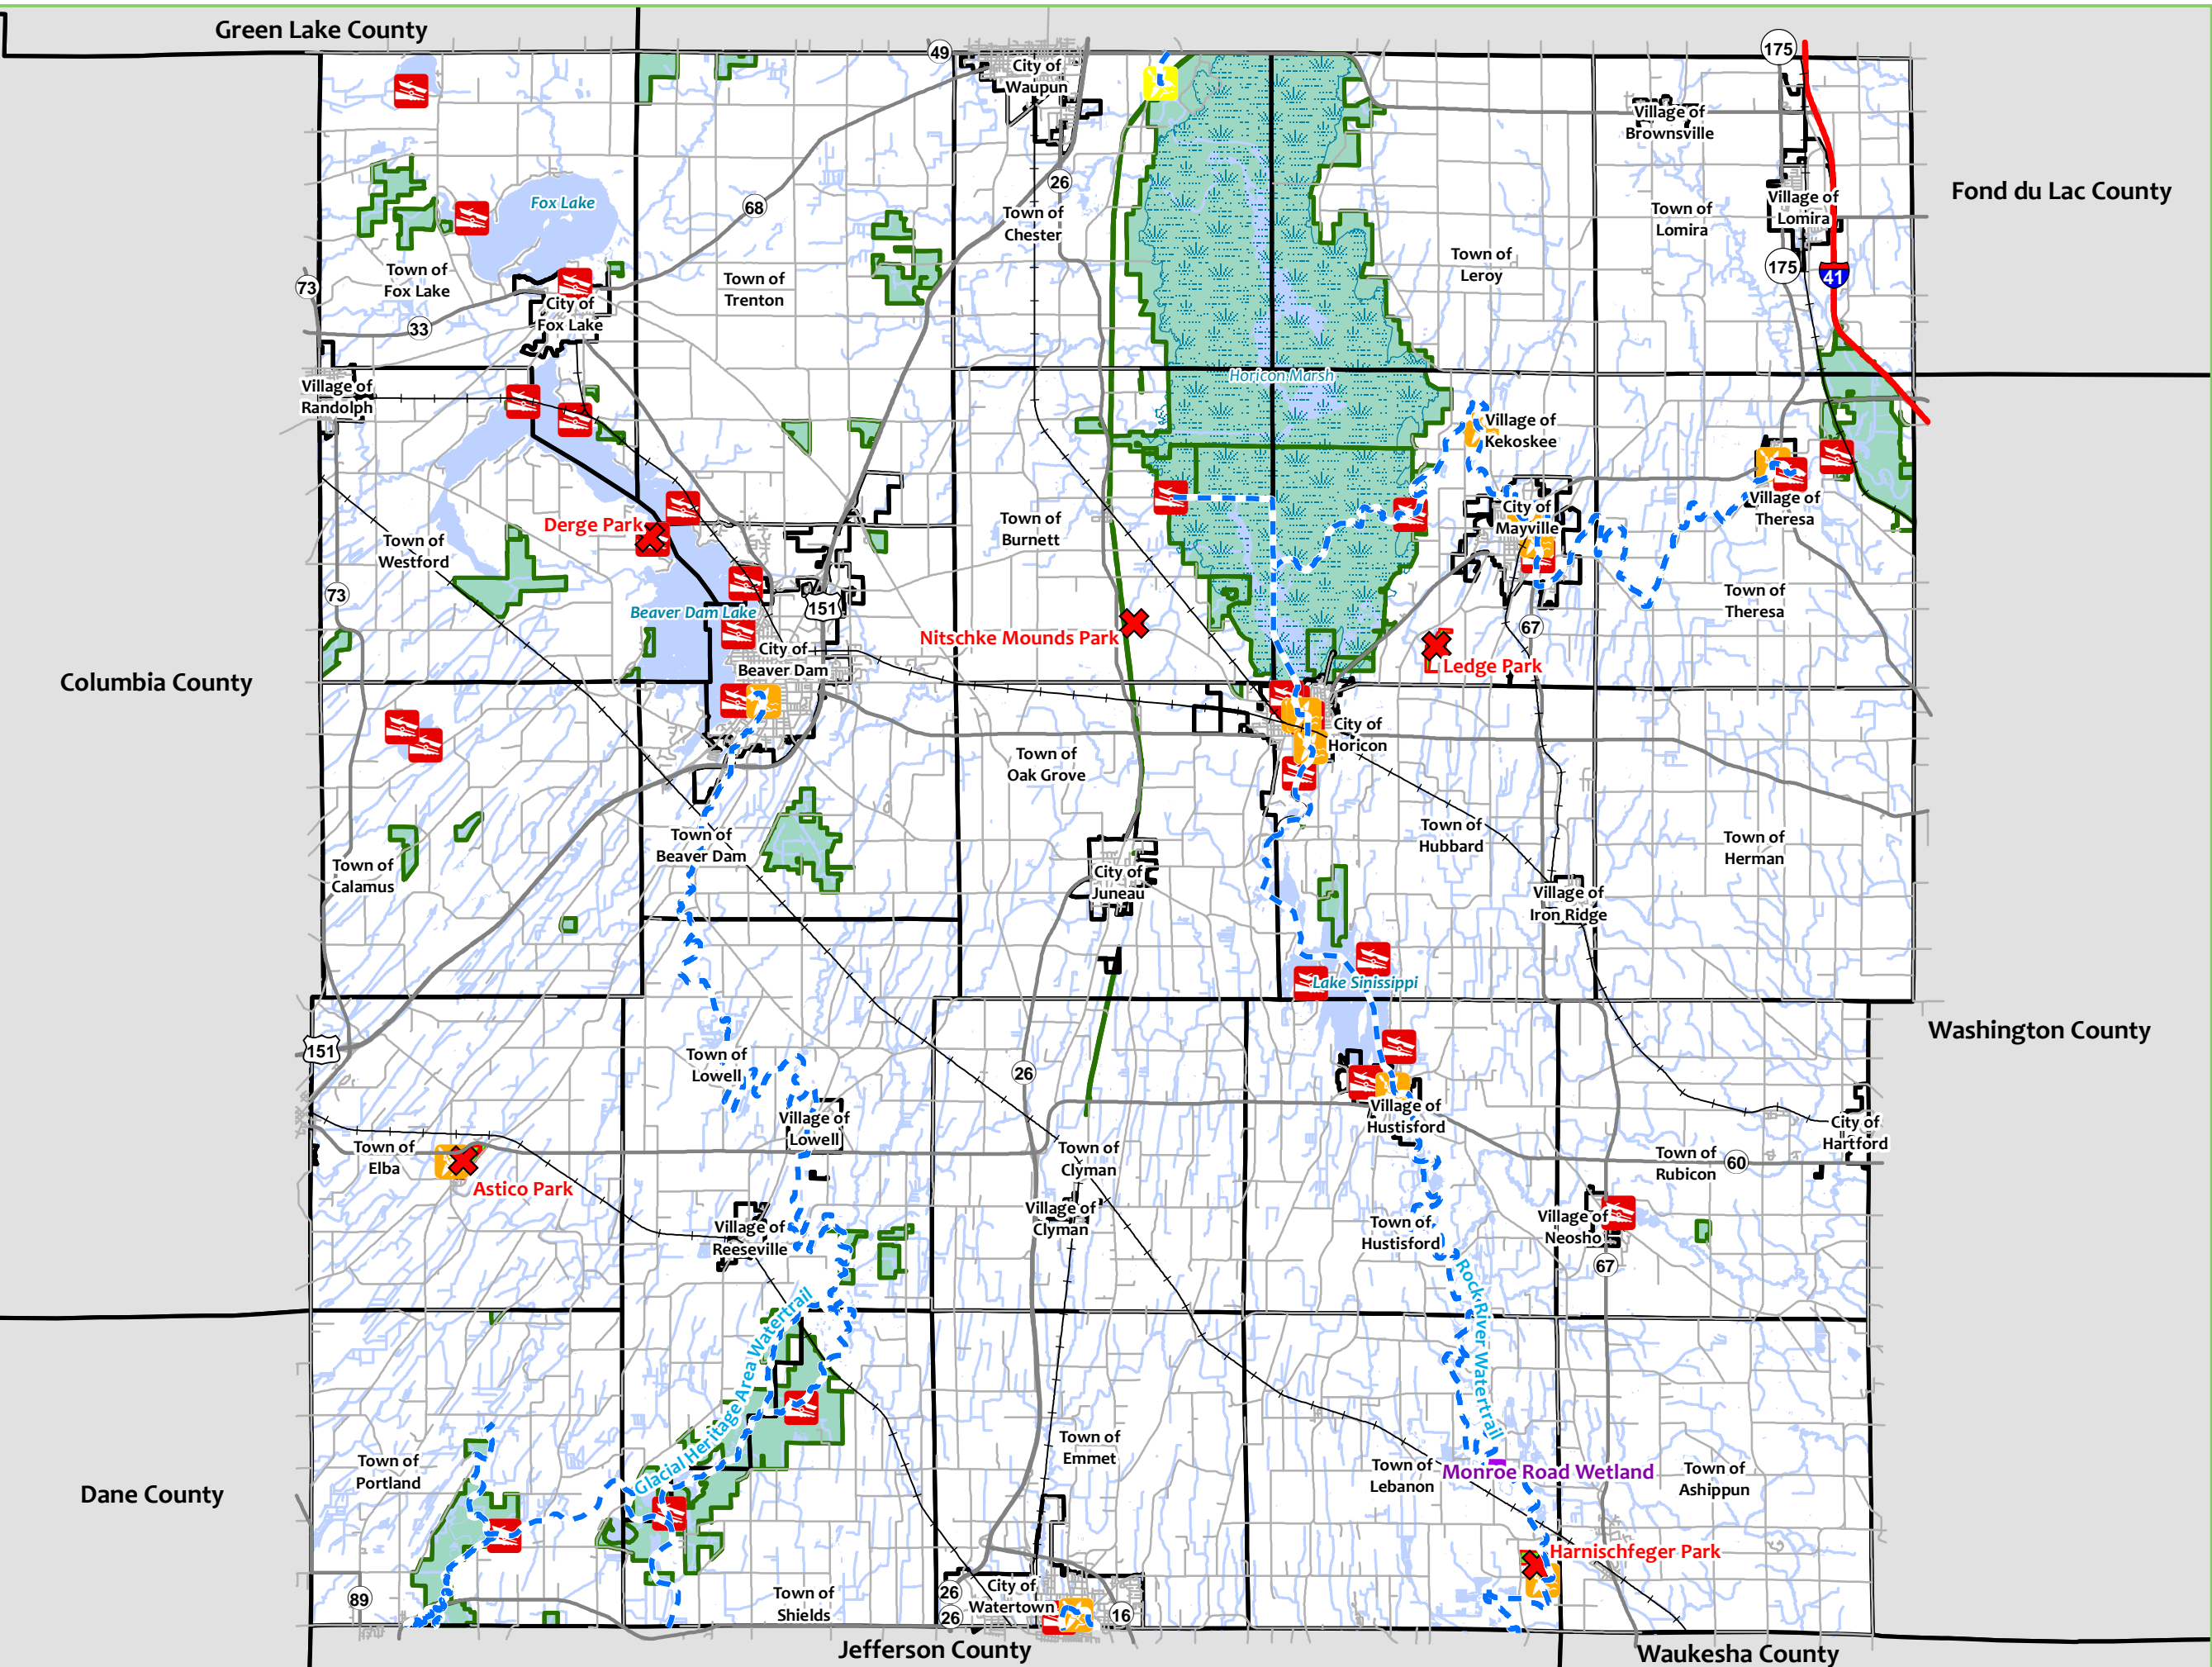 Green Lake County
49
City of
Waupun
175
Village of
Brownsville
Fond du Lac County
26
68
Fox Lake
Town of
Chester
Town of
Lomira
Village of
Lomira
Town of
Fox Lake
73
33
City of
Fox Lake
Town of
Trenton
Town of
Leroy
175
41
Village of
Randolph
Horicon Marsh
Village of
Kekoskee
Derge Park
Town of
Westford
73
Town of
Burnett
City of
Mayville
Village of
Theresa
Town of
Theresa
Beaver Dam Lake
151
City of
Beaver Dam
Nitschke Mounds Park
67
Ledge Park
Columbia County
City of
Horicon
Town of
Oak Grove
Town of
Beaver Dam
Town of
Calamus
City of
Juneau
Town of
Hubbard
Town of
Herman
Village of
Iron Ridge
Lake Sinissippi
Washington County
151
Town of
Lowell
26
Village of
Lowell
Village of
Hustisford
City of
Hartford
Town of
Elba
Astico Park
Town of
Clyman
Town of
Rubicon
60
Village of
Reeseville
Village of
Clyman
Town of
Hustisford
Village of
Neosho
67
Rock River Watertrail
Glacial Heritage Area Watertrail
Town of
Portland
Dane County
Town of
Emmet
Town of
Lebanon
Monroe Road Wetland
Town of
Ashippun
Harnischfeger Park
89
Town of
Shields
26
26
City of
Watertown
16
Jefferson County
Waukesha County